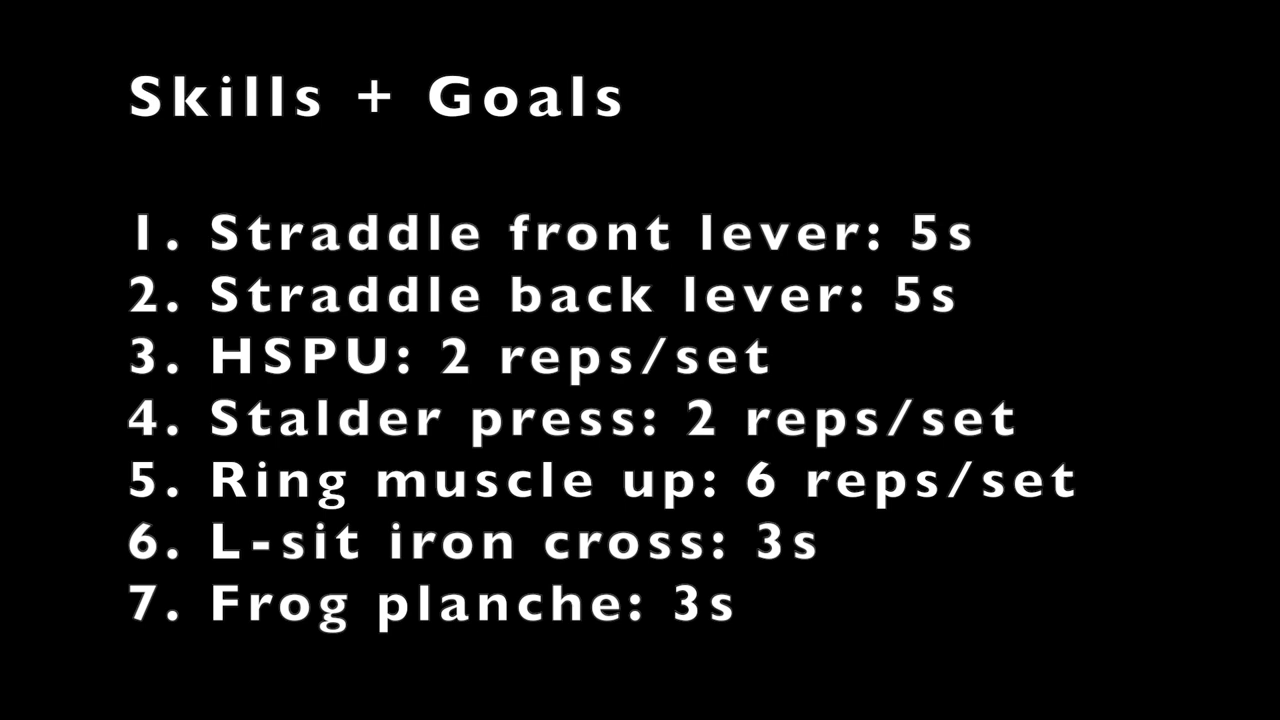 Skills + Goals
1. Straddle front lever: 5s
2. Straddle back lever: 5s
3. HSPU: 2 reps/set
4. Stalder press: 2 reps/set
5. Ring muscle up: 6 reps/set
6. L-sit iron cross: 3s
7. Frog planche: 3s